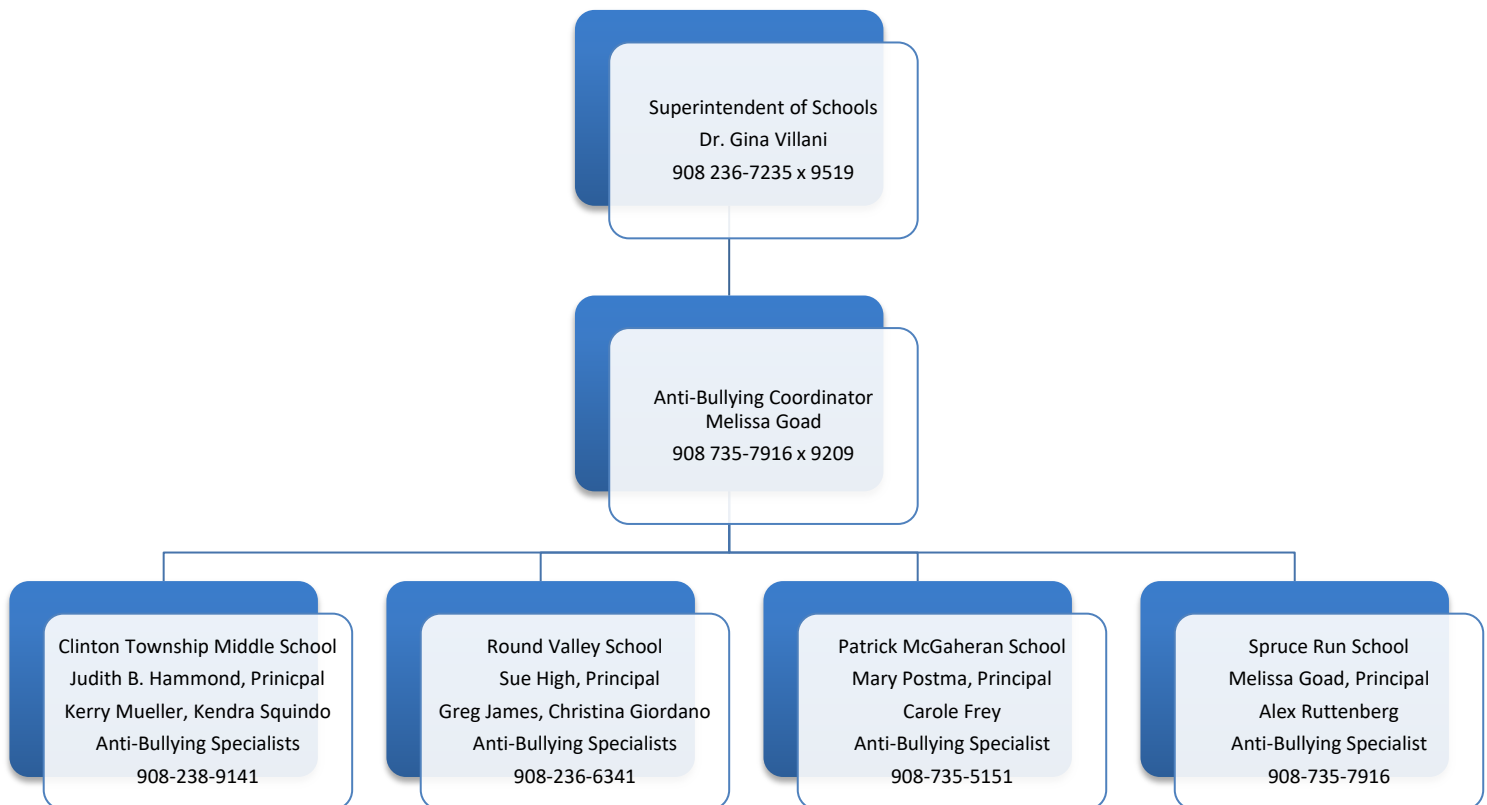 Superintendent of Schools
Dr. Gina Villani
908 236-7235 x 9519
Anti-Bullying Coordinator
Melissa Goad
908 735-7916 x 9209
Clinton Township Middle School
Judith B. Hammond, Prinicpal
Kerry Mueller, Kendra Squindo
Anti-Bullying Specialists
908-238-9141
Round Valley School
Sue High, Principal
Greg James, Christina Giordano
Anti-Bullying Specialists
908-236-6341
Patrick McGaheran School
Mary Postma, Principal
Carole Frey
Anti-Bullying Specialist
908-735-5151
Spruce Run School
Melissa Goad, Principal
Alex Ruttenberg
Anti-Bullying Specialist
908-735-7916